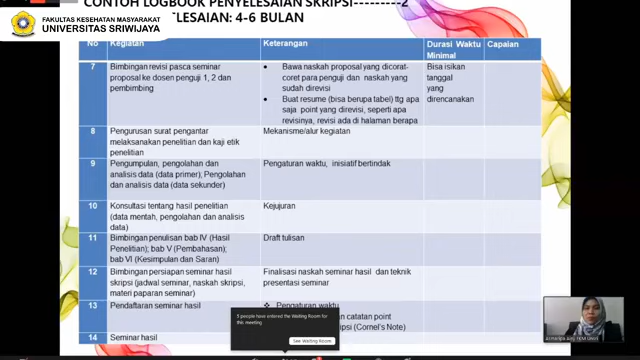 CONTOH LOGBOOK PENYELESAIAN SKRIPSI---------2
FAKULTAS KESEHATAN MASYARAKAT
UNIVERSITAS SRIWIJAYA
TLESAIAN: 4-6 BULAN
No Kegiatan Keterangan Durasi Waktu Minimal Capaian
7 Bimbingan revisi pasca seminar proposal ke dosen penguji 1, 2 dan pembimbing
• Bawa naskah proposal yang dicorat-coret para penguji dan naskah yang sudah direvisi
• Buat resume (bisa berupa tabel) ttg apa saja point yang direvisi, seperti apa revisinya, revisi ada di halaman berapa
Bisa isikan tanggal yang direncanakan
8 Pengurusan surat pengantar melaksanakan penelitian dan kaji etik penelitian
Mekanisme/alur kegiatan
9 Pengumpulan, pengolahan dan analisis data (data primer); Pengolahan dan analisis data (data sekunder)
Pengaturan waktu, inisiatif bertindak
10 Konsultasi tentang hasil penelitian (data mentah, pengolahan dan analisis data)
Kejujuran
11 Bimbingan penulisan bab IV (Hasil Penelitian); bab V (Pembahasan); bab VI (Kesimpulan dan Saran)
Draft tulisan
12 Bimbingan persiapan seminar hasil skripsi (jadwal seminar, naskah skripsi, materi paparan seminar)
Finalisasi naskah seminar hasil dan teknik presentasi seminar
13 Pendaftaran seminar hasil
❖ Pengaturan waktu
an catatan point
ripsi (Cornel's Note)
14 Seminar hasil
5 people have entered the Waiting Room for this meeting
See Waiting Room